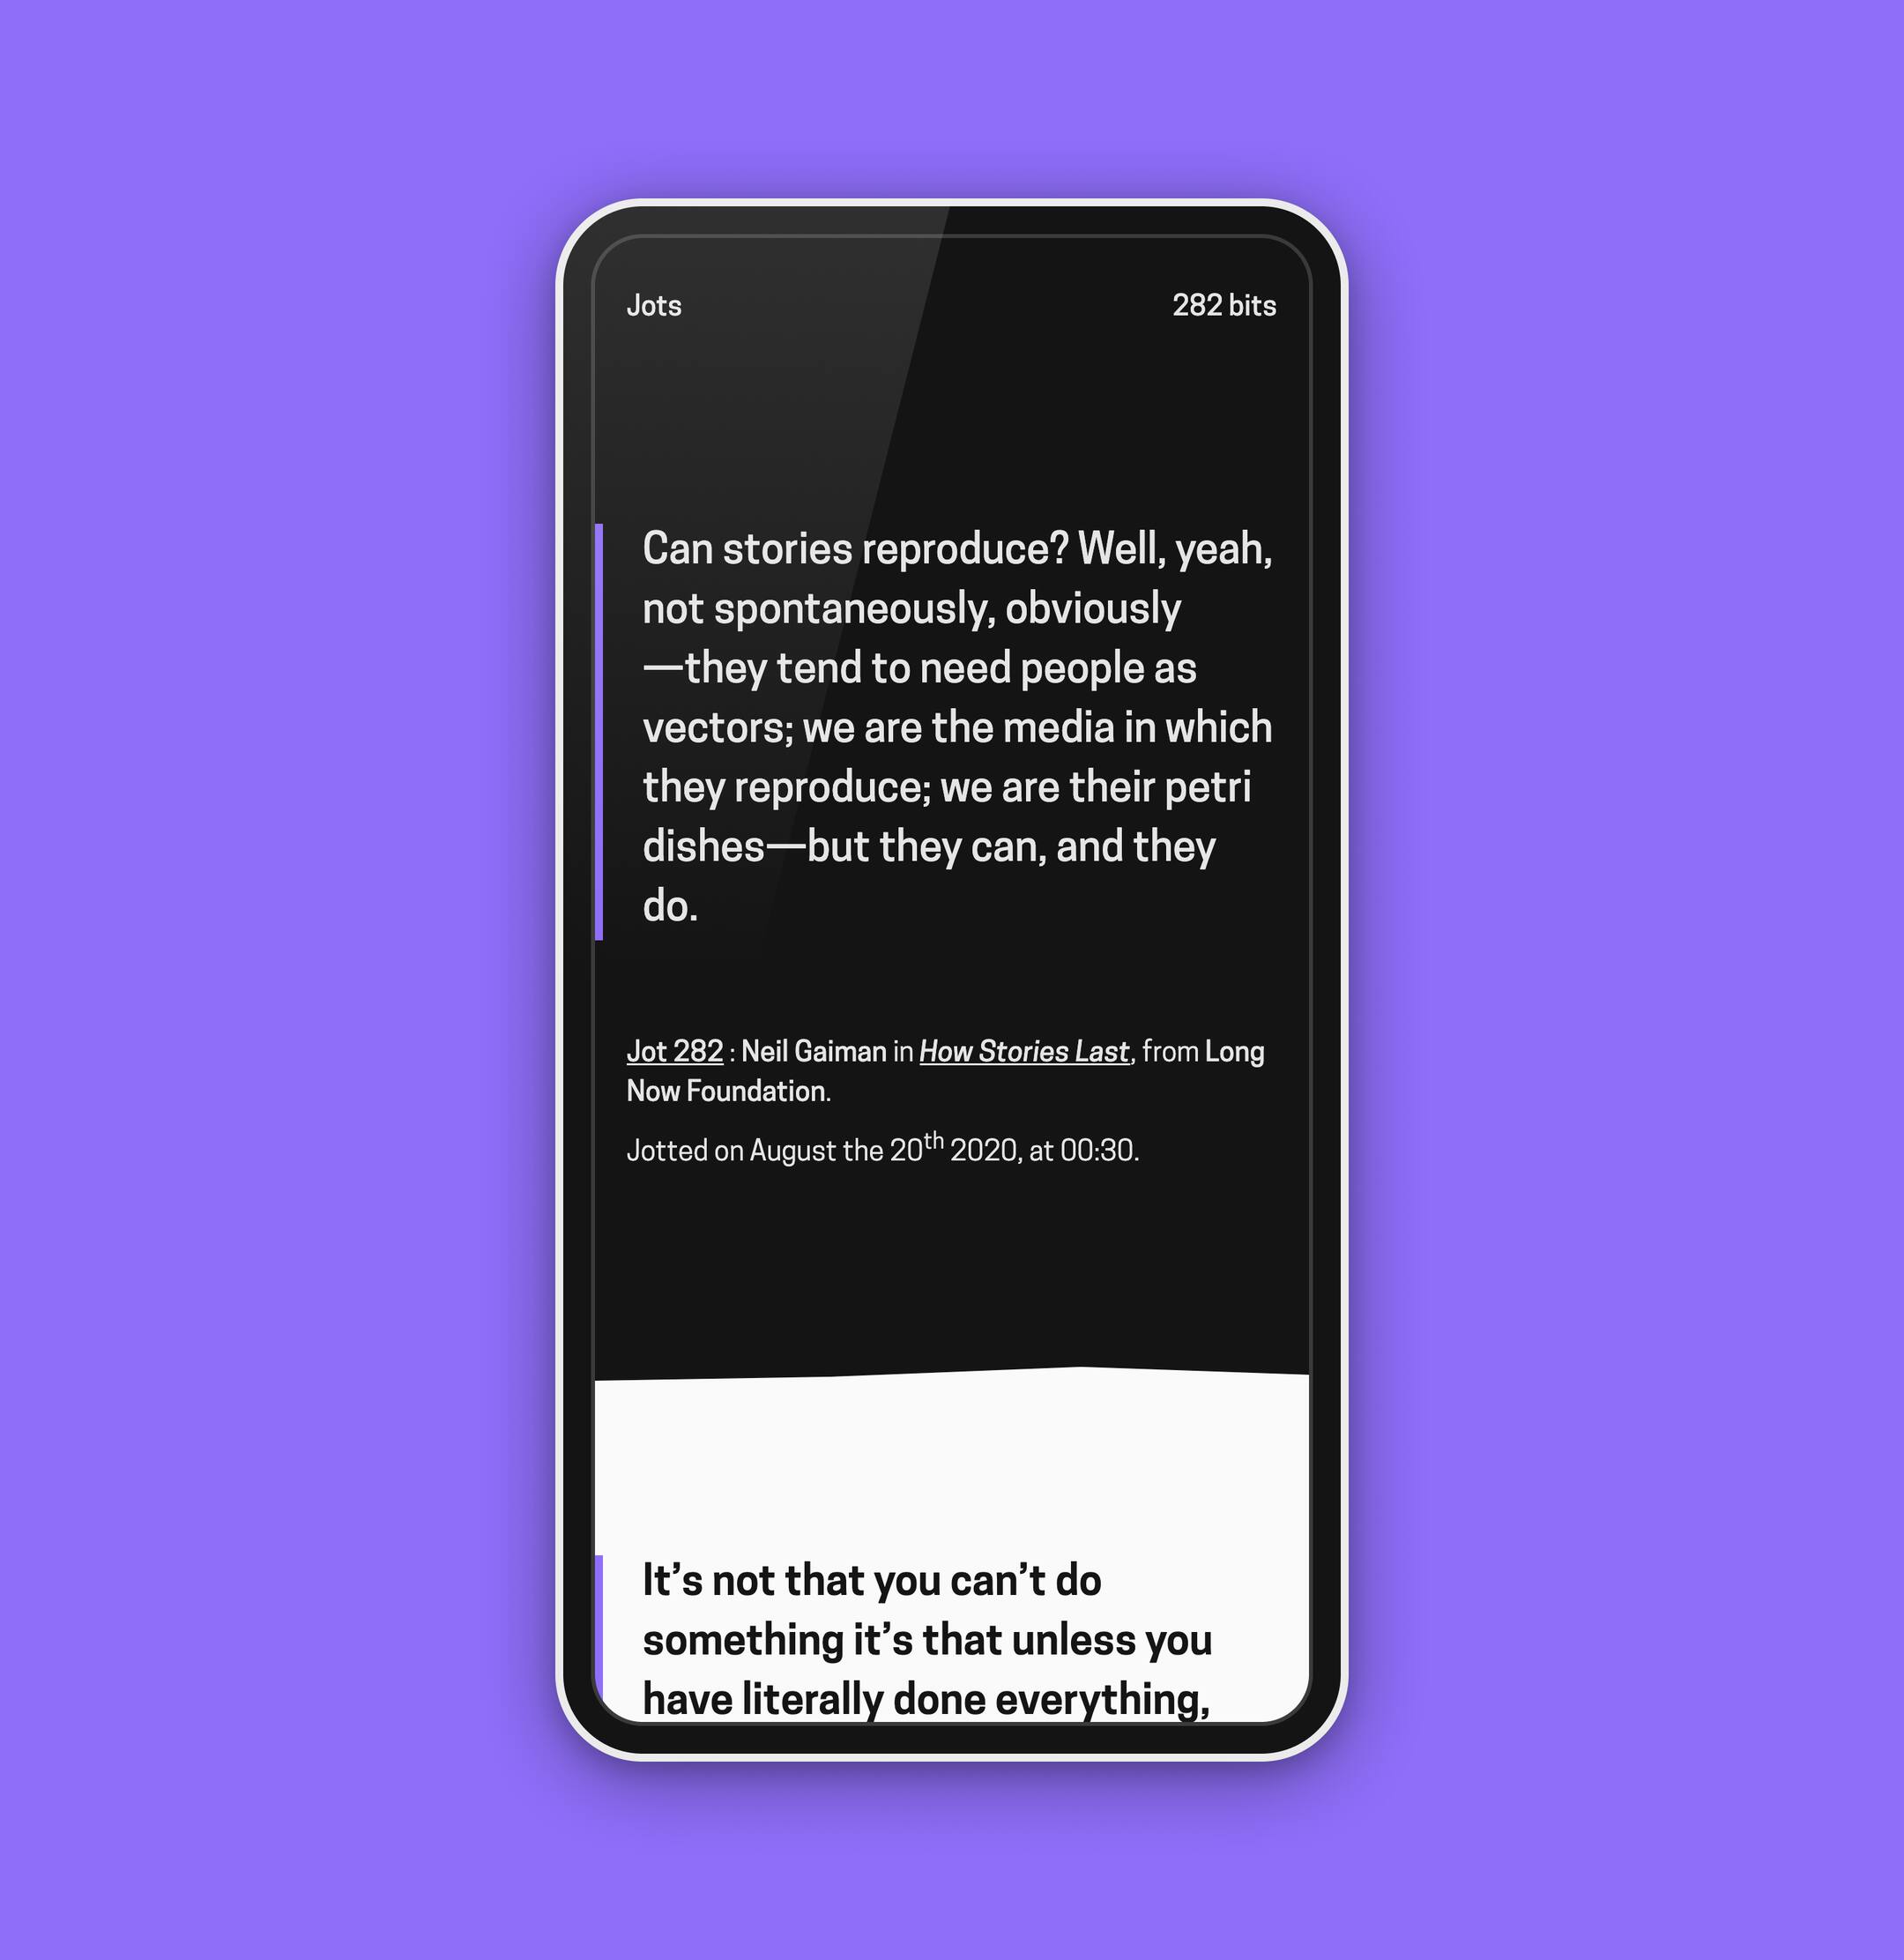 Jots
282 bits
Can stories reproduce? Well, yeah,
not spontaneously, obviously
—they tend to need people as
vectors; we are the media in which
they reproduce; we are their petri
dishes—but they can, and they
do.
Jot 282 : Neil Gaiman in How Stories Last, from Long
Now Foundation.
Jotted on August the 20th 2020, at 00:30.
It’s not that you can’t do
something it’s that unless you
have literally done everything,